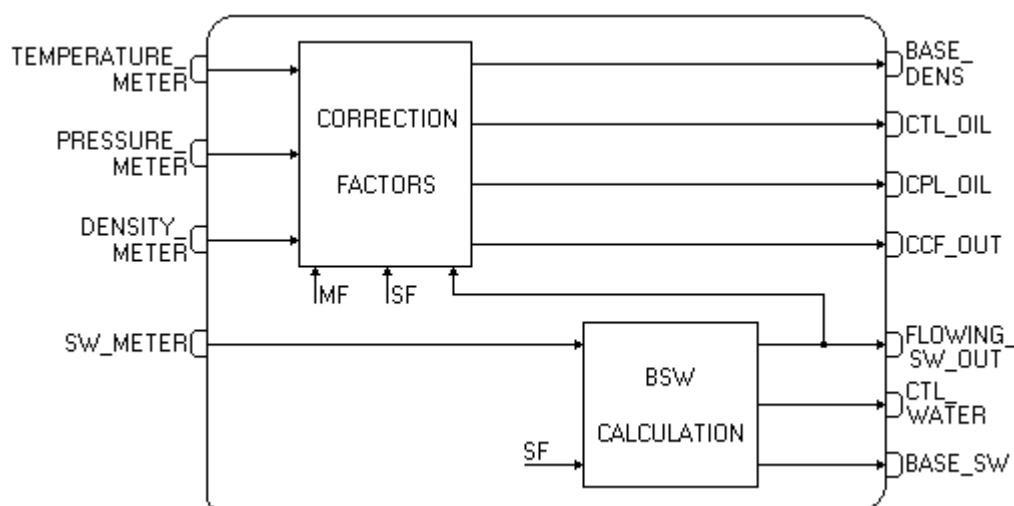 TEMPERATURE_
METER
PRESSURE_
METER
DENSITY_
METER
SW_METER
CORRECTION
FACTORS
MF
SF
BSW
CALCULATION
SF
BASE_
DENS
CTL_OIL
CPL_OIL
CCF_OUT
FLOWING_
SW_OUT
CTL_
WATER
BASE_SW